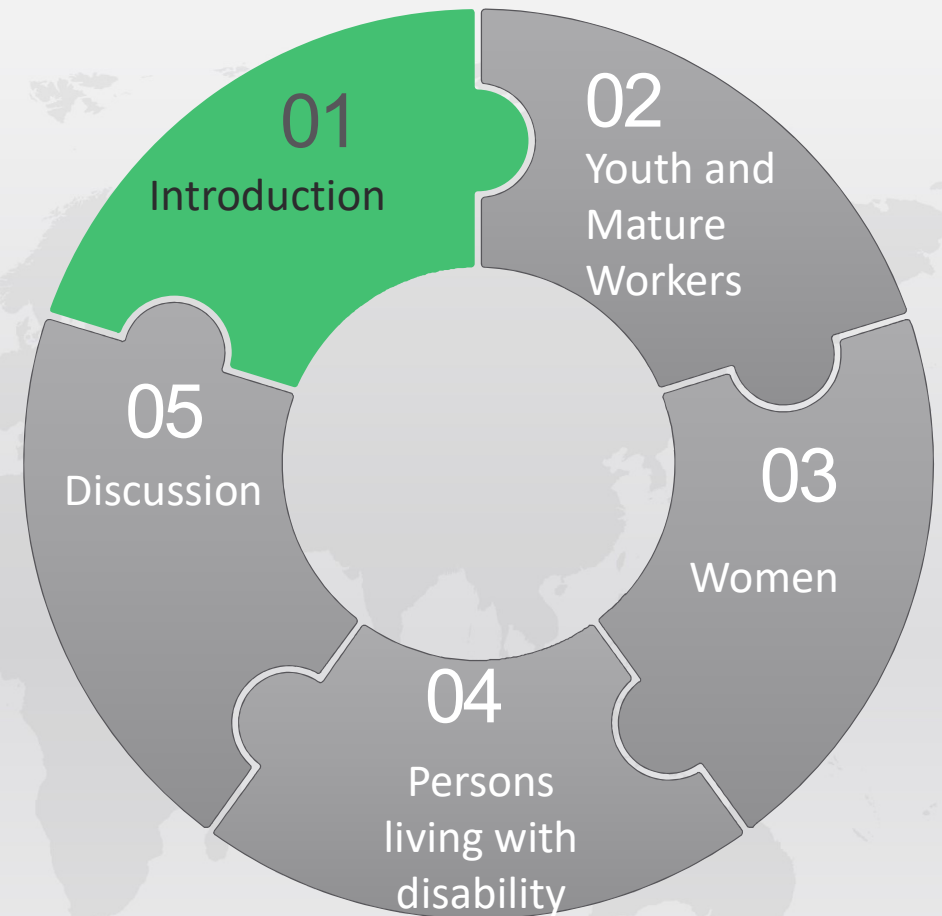 01
Introduction
02
Youth and
Mature
Workers
03
Women
04
Persons
living with
disability
05
Discussion